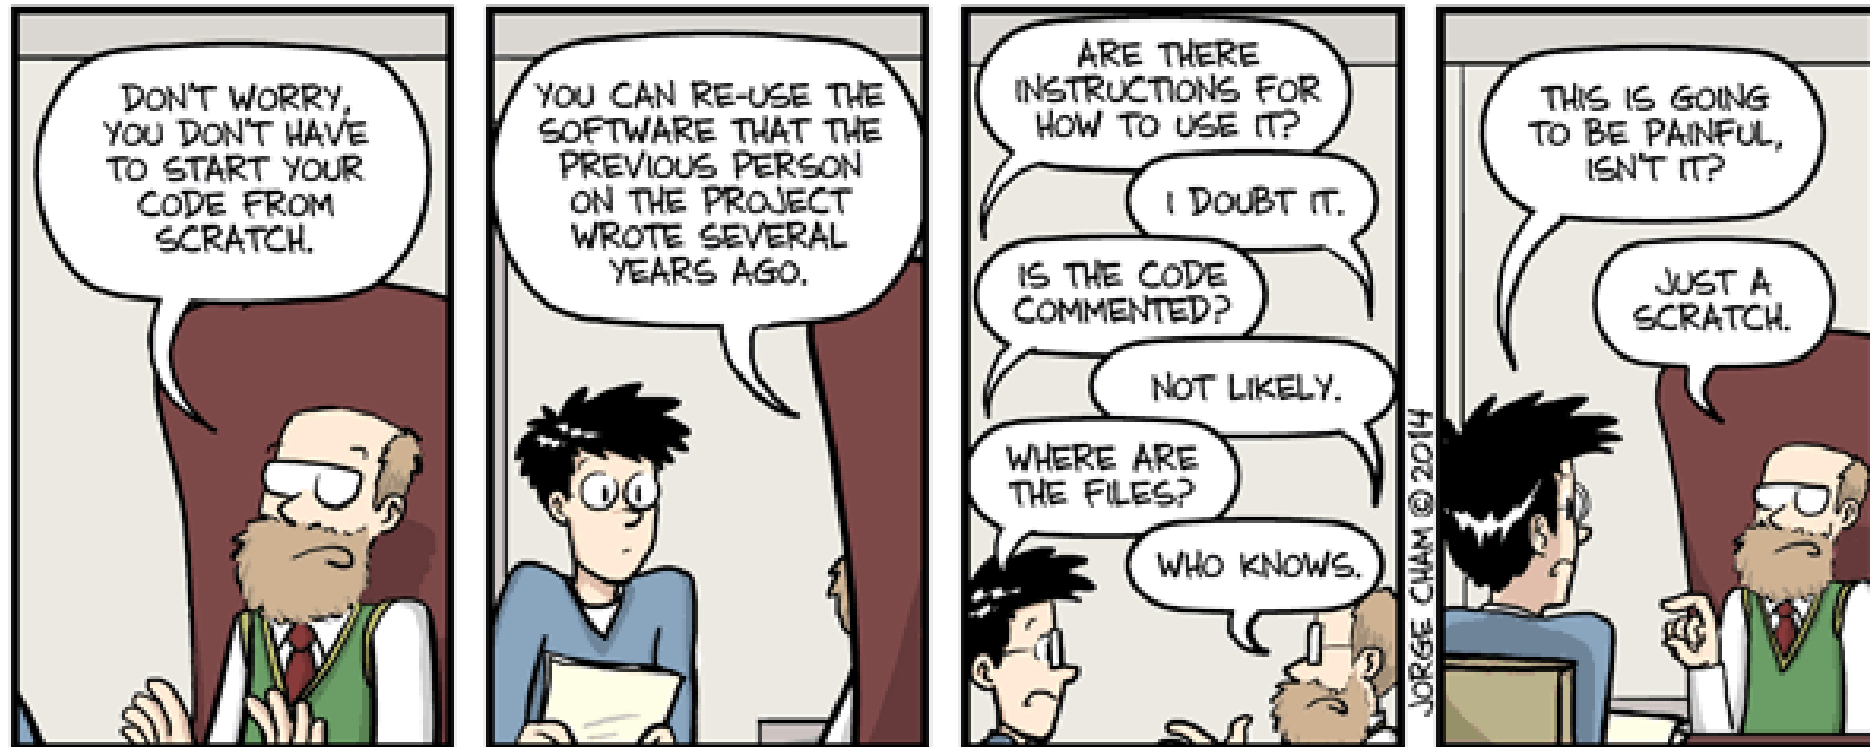 DON'T WORRY,
YOU DON'T HAVE
TO START YOUR
CODE FROM
SCRATCH.
YOU CAN RE-USE THE
SOFTWARE THAT THE
PREVIOUS PERSON
ON THE PROJECT
WROTE SEVERAL
YEARS AGO.
ARE THERE
INSTRUCTIONS FOR
HOW TO USE IT?
I DOUBT IT.
IS THE CODE
COMMENTED?
NOT LIKELY.
WHERE ARE
THE FILES?
WHO KNOWS.
JORGE CHAM © 2014
THIS IS GOING
TO BE PAINFUL,
ISN'T IT?
JUST A
SCRATCH.